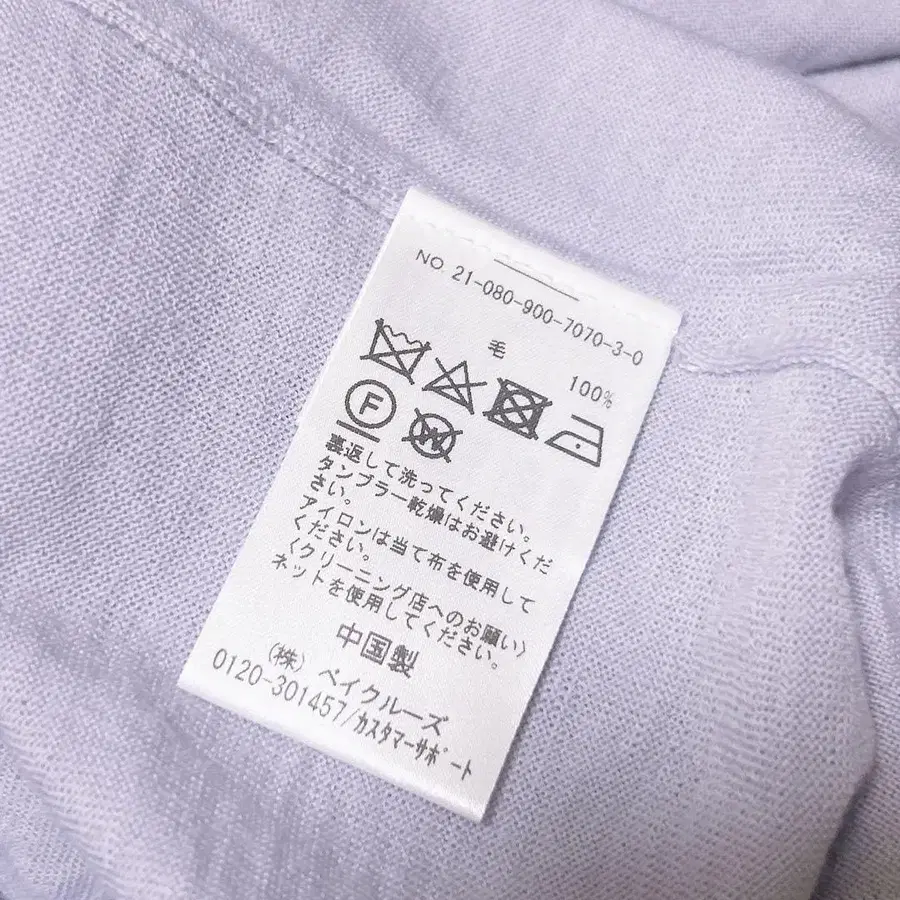 NO. 21-080-900-7070-3-0
毛 100%
F W
裏返して洗ってください。
タンブラー乾燥はお避けくだ
さい。
アイロンは当て布を使用して
ください。
〈クリーニング店へのお願い〉
ネットを使用してください。
中国製
(株) ベイクルーズ
0120-301457/ｶｽﾀﾏｰｻﾎﾟｰﾄ